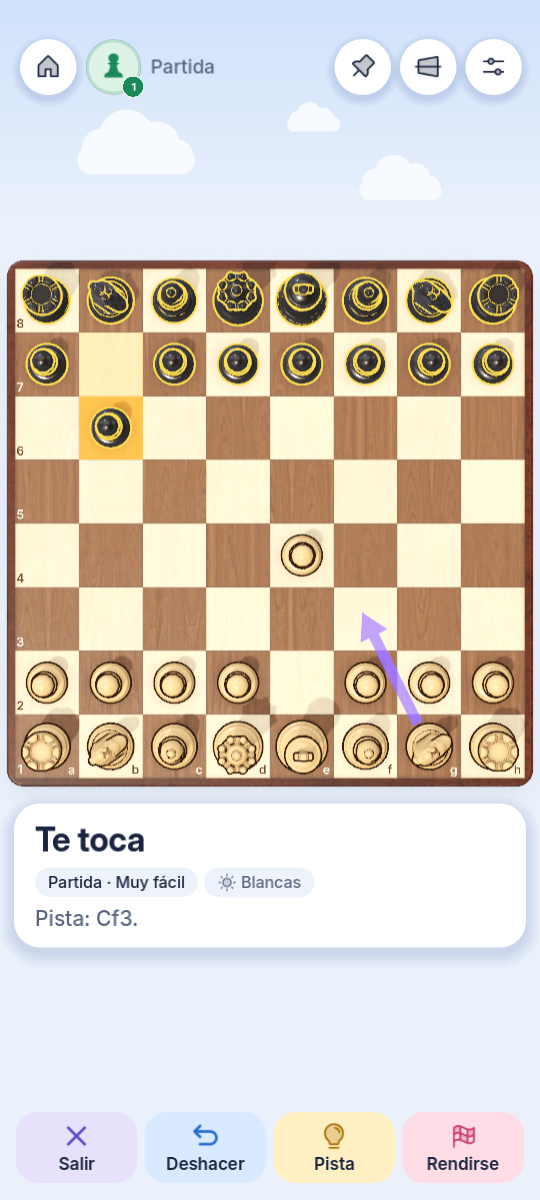 Partida
1
8
7
6
5
4
3
2
1 a b c d e f g h
Te toca
Partida · Muy fácil
Blancas
Pista: Cf3.
Salir
Deshacer
Pista
Rendirse